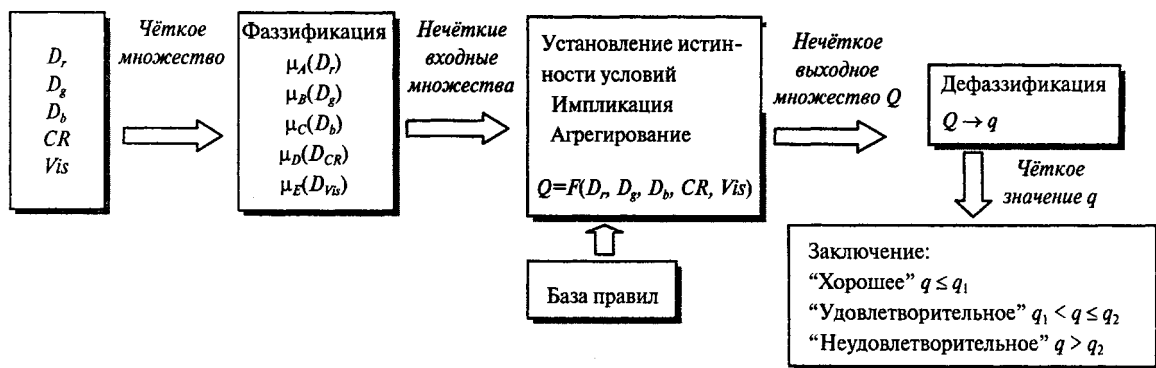 D_r
D_g
D_b
CR
Vis
Чёткое
множество
Фаззификация
μ_A(D_r)
μ_B(D_g)
μ_C(D_b)
μ_D(D_CR)
μ_E(D_Vis)
Нечёткие
входные
множества
Установление истин-
ности условий
Импликация
Агрегирование
Q=F(D_r, D_g, D_b, CR, Vis)
База правил
Нечёткое
выходное
множество Q
Дефаззификация
Q → q
Чёткое
значение q
Заключение:
“Хорошее” q ≤ q_1
“Удовлетворительное” q_1 < q ≤ q_2
“Неудовлетворительное” q > q_2